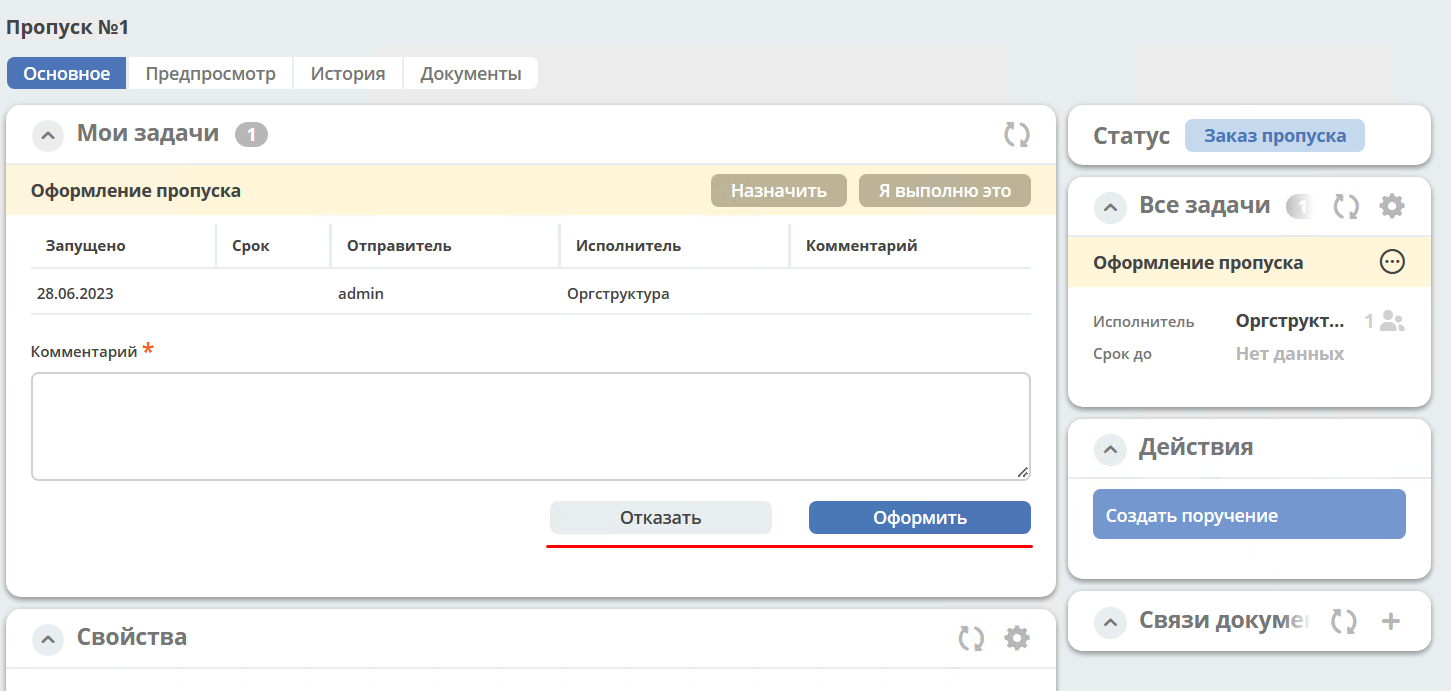 Пропуск №1
Основное Предпросмотр История Документы
Мои задачи 1
Оформление пропуска Назначить Я выполню это
Запущено Срок Отправитель Исполнитель Комментарий
28.06.2023 admin Оргструктура
Комментарий *
Отказать Оформить
Свойства
Статус Заказ пропуска
Все задачи 1
Оформление пропуска
Исполнитель Оргструкт... 1
Срок до Нет данных
Действия
Создать поручение
Связи докумен